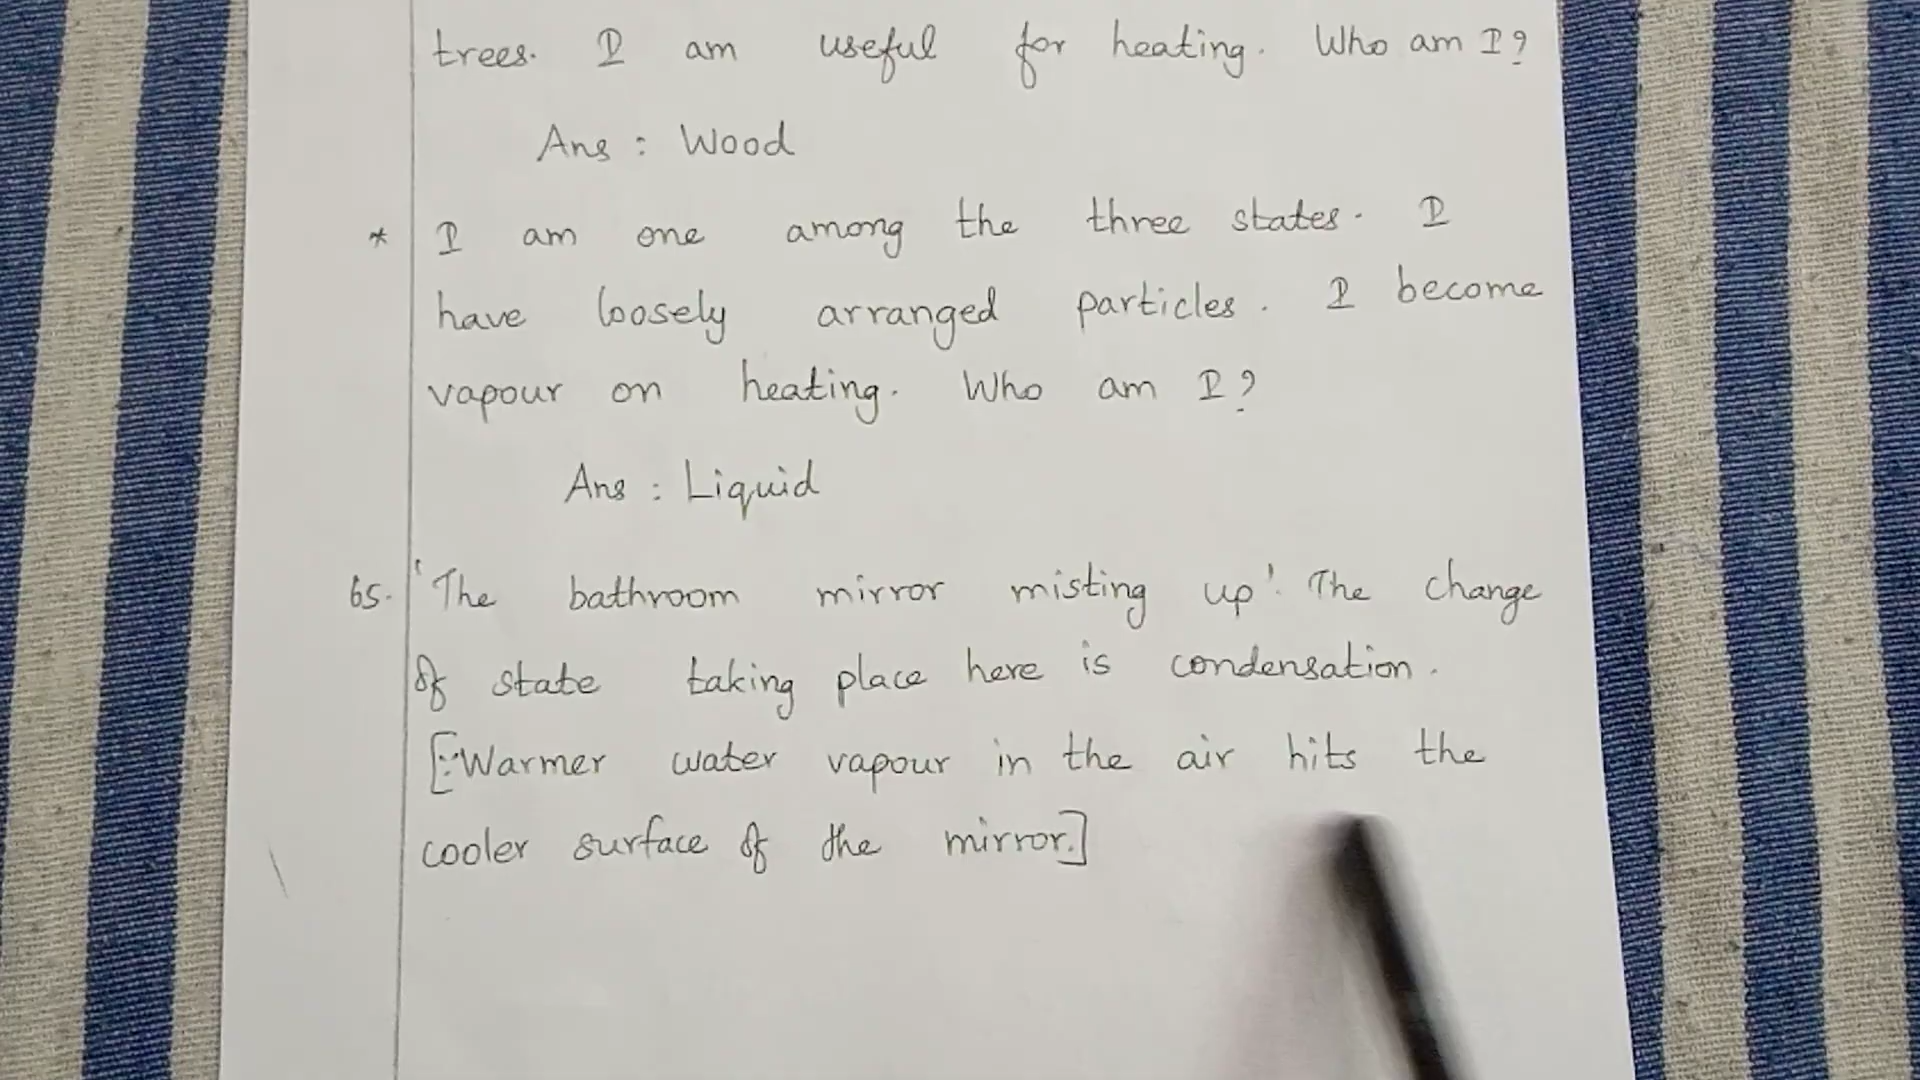 trees. I am useful for heating. Who am I?
Ans : Wood
* I am one among the three states. I
have loosely arranged particles. I become
vapour on heating. Who am I?
Ans : Liquid
65. 'The bathroom mirror misting up'. The change
of state taking place here is condensation.
[∵Warmer water vapour in the air hits the
cooler surface of the mirror.]